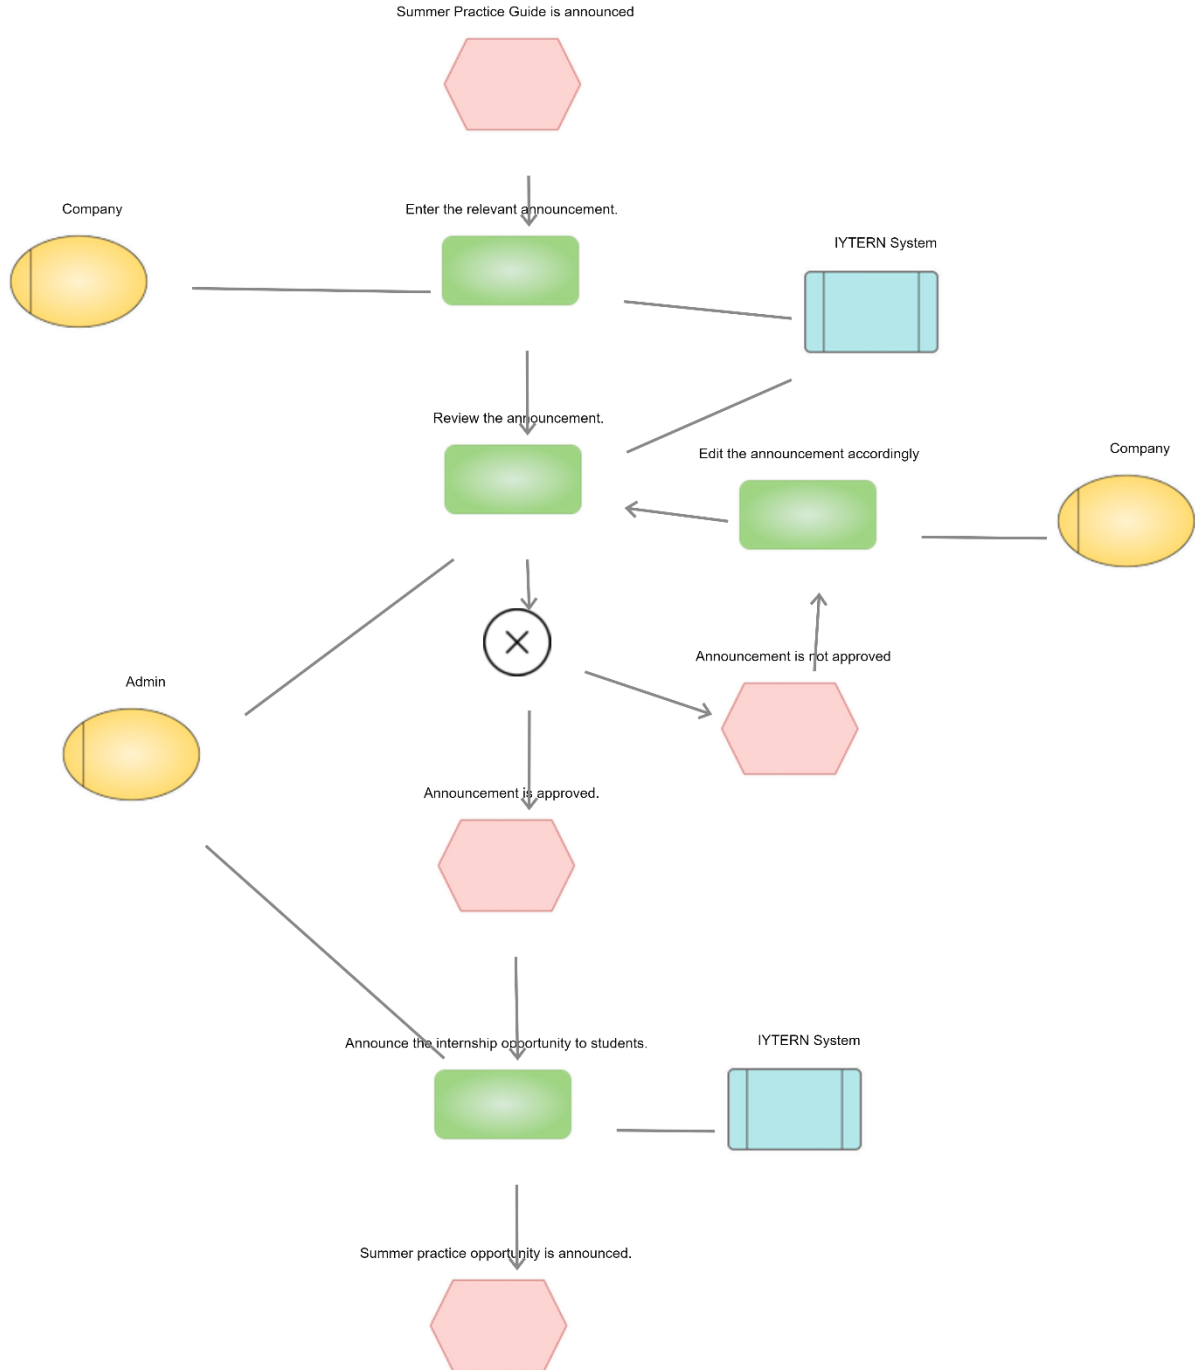 Summer Practice Guide is announced
Company
Enter the relevant announcement.
IYTERN System
Review the announcement.
Edit the announcement accordingly
Company
Announcement is not approved
Admin
Announcement is approved.
Announce the internship opportunity to students.
IYTERN System
Summer practice opportunity is announced.